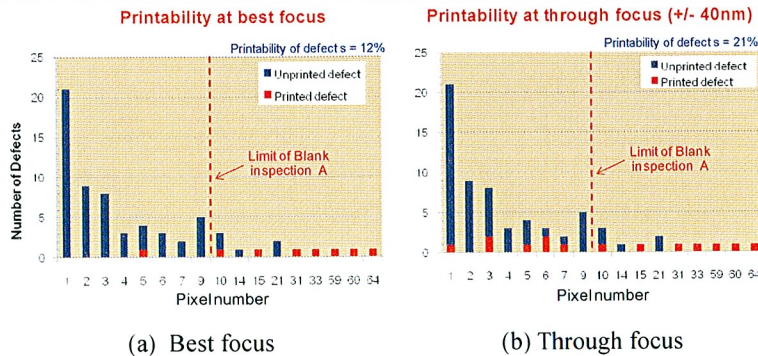 Printability at best focus
Printability of defect s = 12%
Unprinted defect
Printed defect
Limit of Blank
inspection A
Number of Defects
25
20
15
10
5
0
1 2 3 4 5 6 7 9 10 14 15 21 31 33 59 60 64
Pixel number
(a) Best focus
Printability at through focus (+/- 40nm)
Printability of defect s = 21%
Unprinted defect
Printed defect
Limit of Blank
inspection A
25
20
15
10
5
0
1 2 3 4 5 6 7 9 10 14 15 21 31 33 59 60 64
Pixel number
(b) Through focus